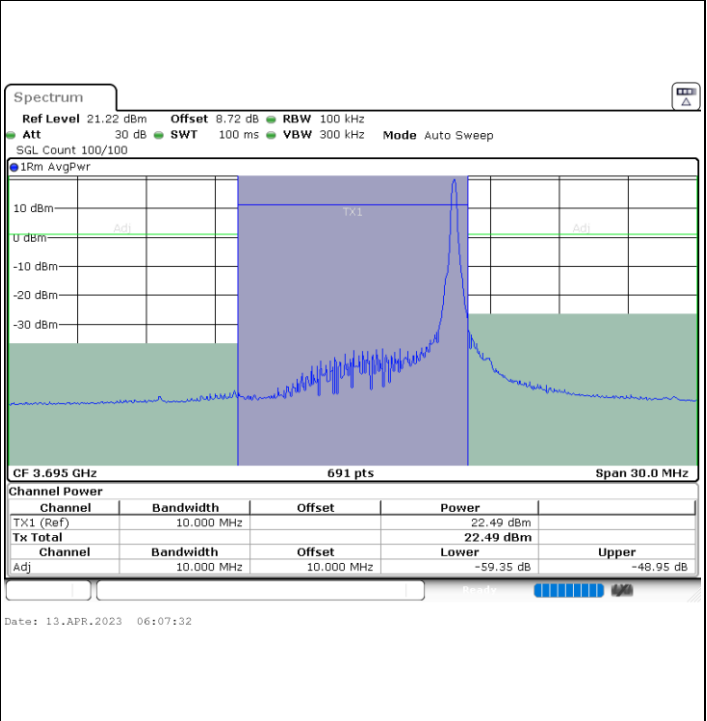 Spectrum
Ref Level 21.22 dBm Offset 8.72 dB RBW 100 kHz
Att 30 dB SWT 100 ms VBW 300 kHz Mode Auto Sweep
SGL Count 100/100
1Rm AvgPwr
10 dBm
TX1
Adj Adj
0 dBm
-10 dBm
-20 dBm
-30 dBm
CF 3.695 GHz 691 pts Span 30.0 MHz
Channel Power
Channel Bandwidth Offset Power
TX1 (Ref) 10.000 MHz 22.49 dBm
Tx Total 22.49 dBm
Channel Bandwidth Offset Lower Upper
Adj 10.000 MHz 10.000 MHz -59.35 dB -48.95 dB
Ready
Date: 13.APR.2023 06:07:32